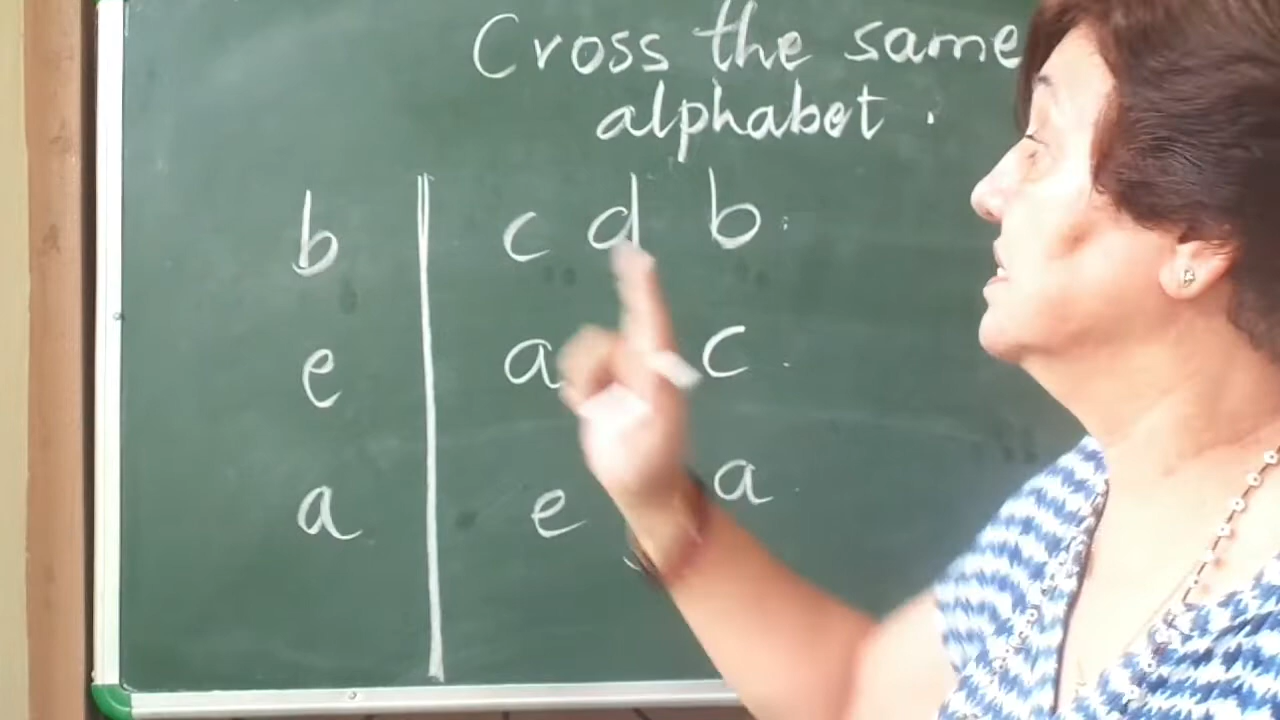 Cross the same
alphabet .
b c d b .
e a c .
a e a .